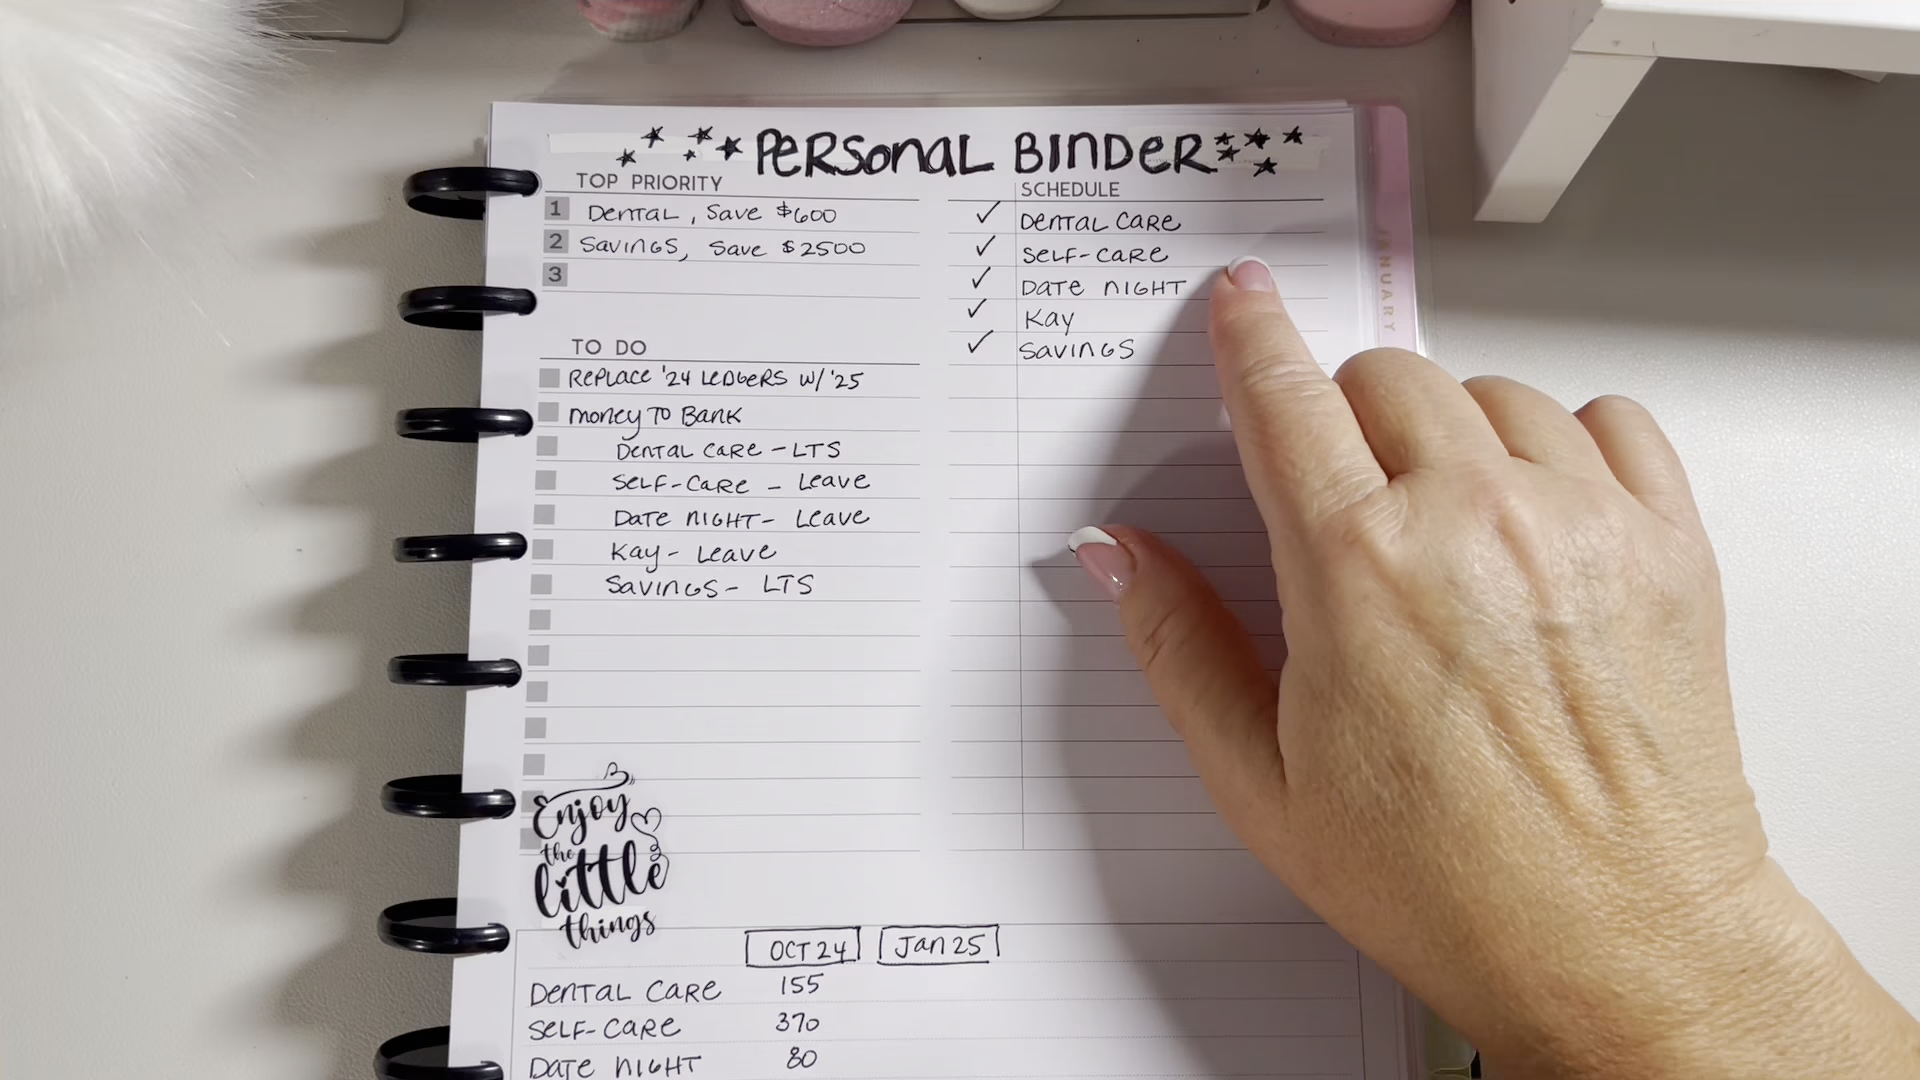 PERSONAL BINDER
TOP PRIORITY
1 DENTAL, Save $600
2 SAVINGS, Save $2500
3
SCHEDULE
✓ DENTAL CARE
✓ SELF-CARE
✓ DATE NIGHT
✓ Kay
✓ SAVINGS
TO DO
REPLACE '24 LEDGERS W/ '25
MONEY TO BANK
DENTAL CARE - LTS
SELF-CARE - Leave
DATE NIGHT - Leave
Kay - Leave
SAVINGS - LTS
Enjoy
the
little
things
OCT 24 Jan 25
DENTAL CARE 155
SELF-CARE 370
DATE NIGHT 80
JANUARY